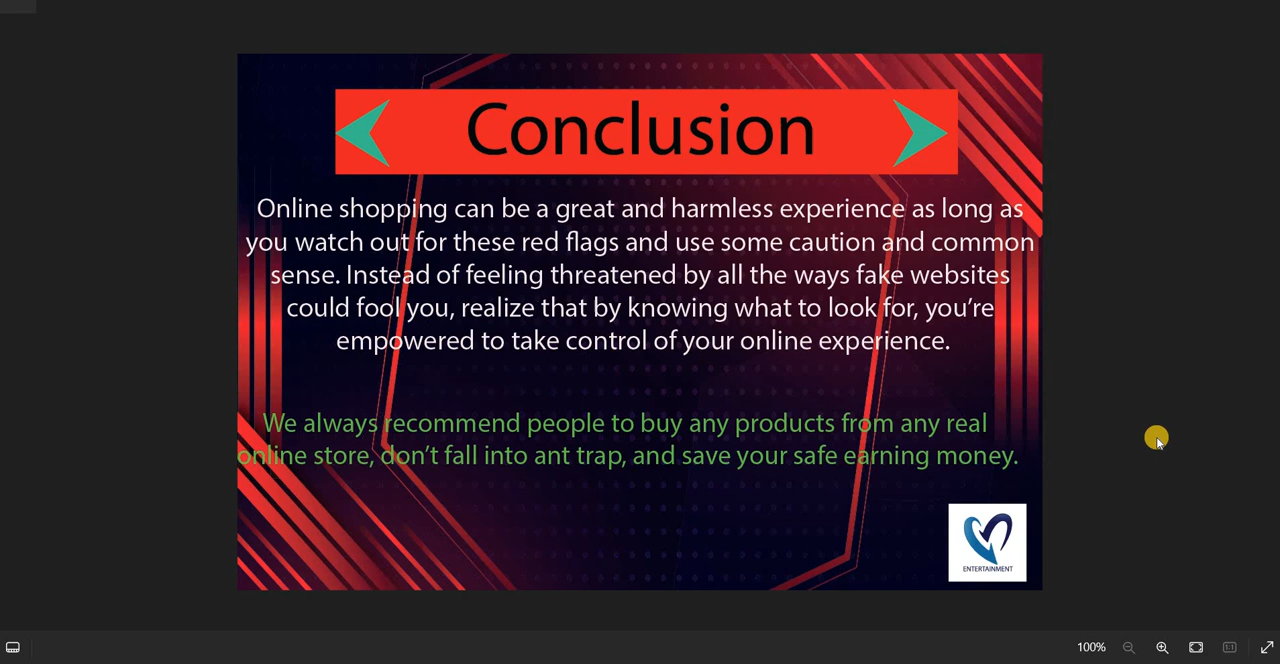 Conclusion
Online shopping can be a great and harmless experience as long as
you watch out for these red flags and use some caution and common
sense. Instead of feeling threatened by all the ways fake websites
could fool you, realize that by knowing what to look for, you’re
empowered to take control of your online experience.
We always recommend people to buy any products from any real
online store, don’t fall into ant trap, and save your safe earning money.
ENTERTAINMENT
100%
1:1